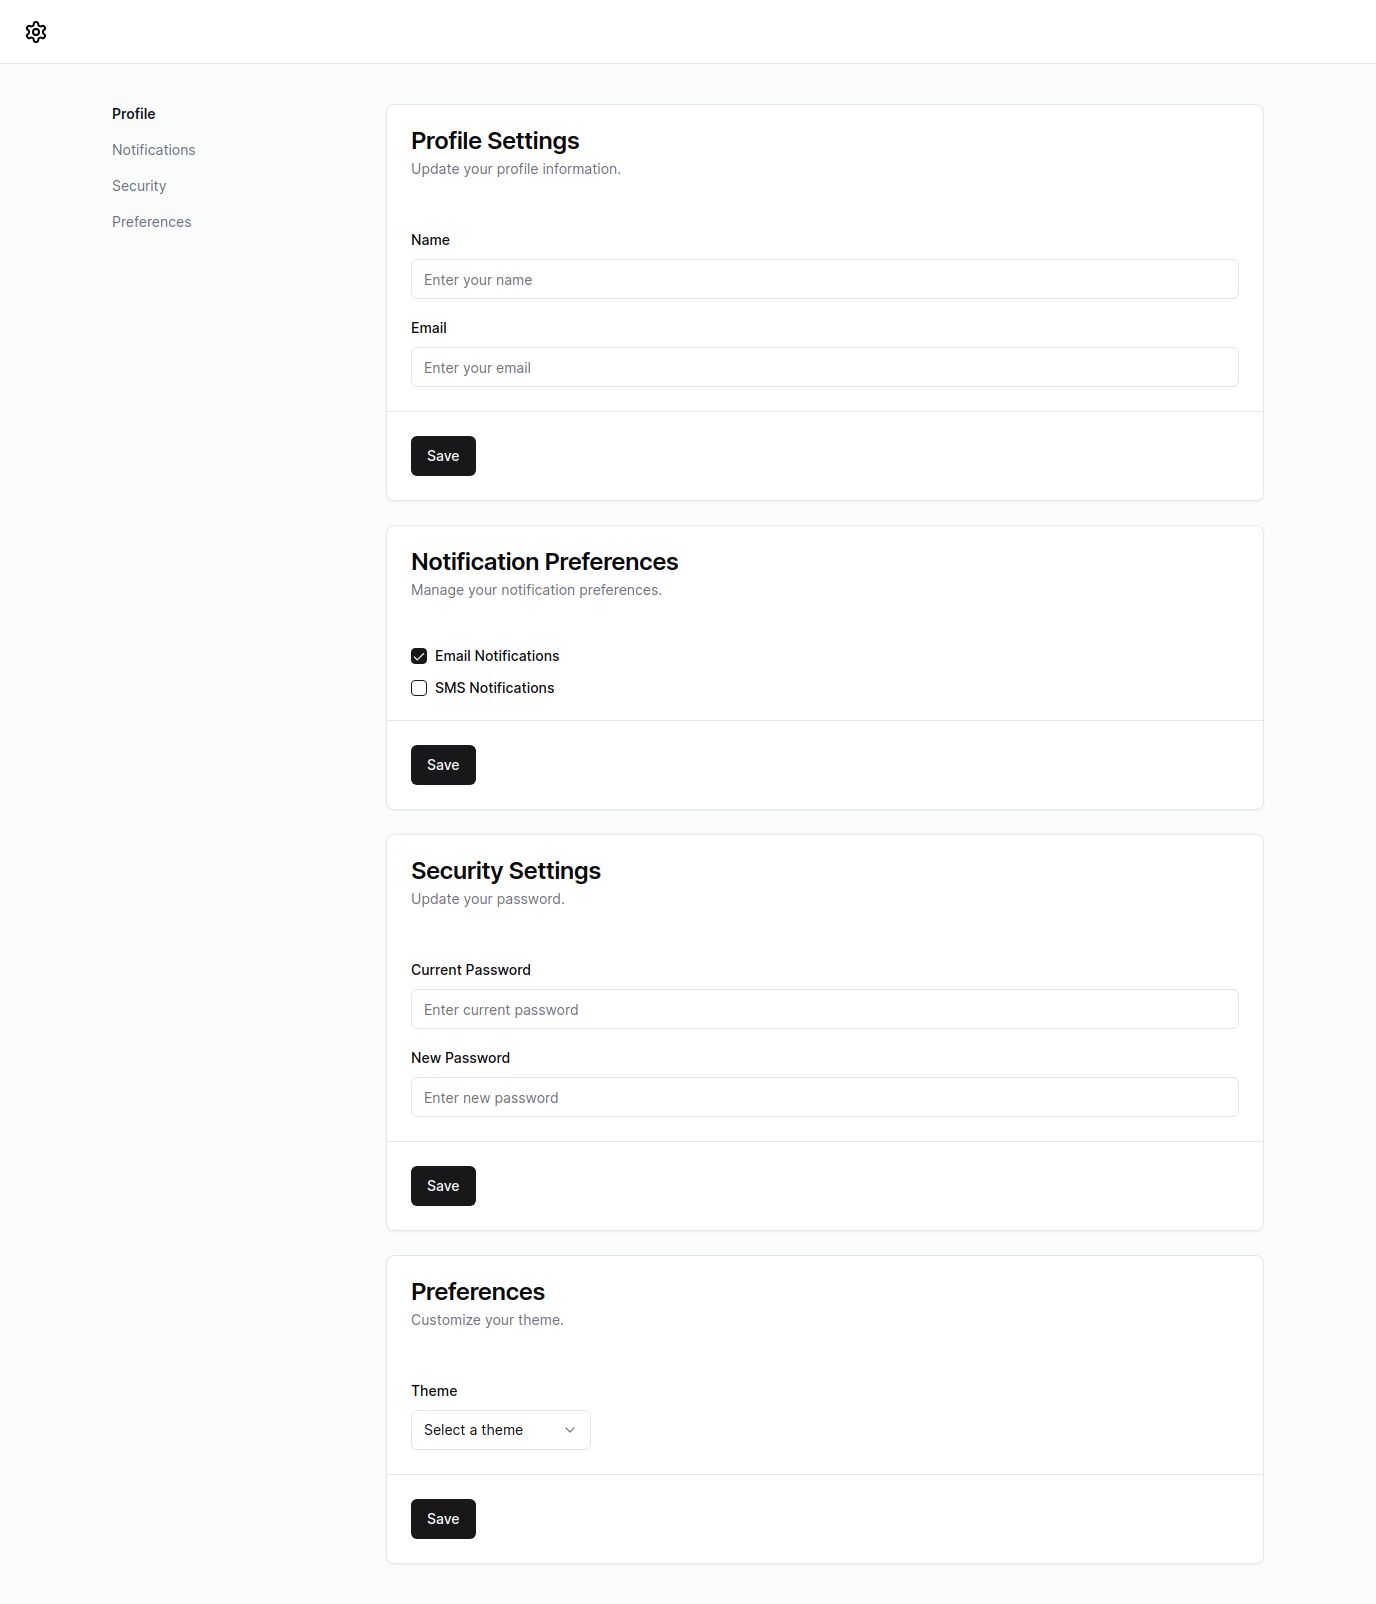 Profile
Notifications
Security
Preferences
Profile Settings
Update your profile information.
Name
Enter your name
Email
Enter your email
Save
Notification Preferences
Manage your notification preferences.
Email Notifications
SMS Notifications
Save
Security Settings
Update your password.
Current Password
Enter current password
New Password
Enter new password
Save
Preferences
Customize your theme.
Theme
Select a theme
Save